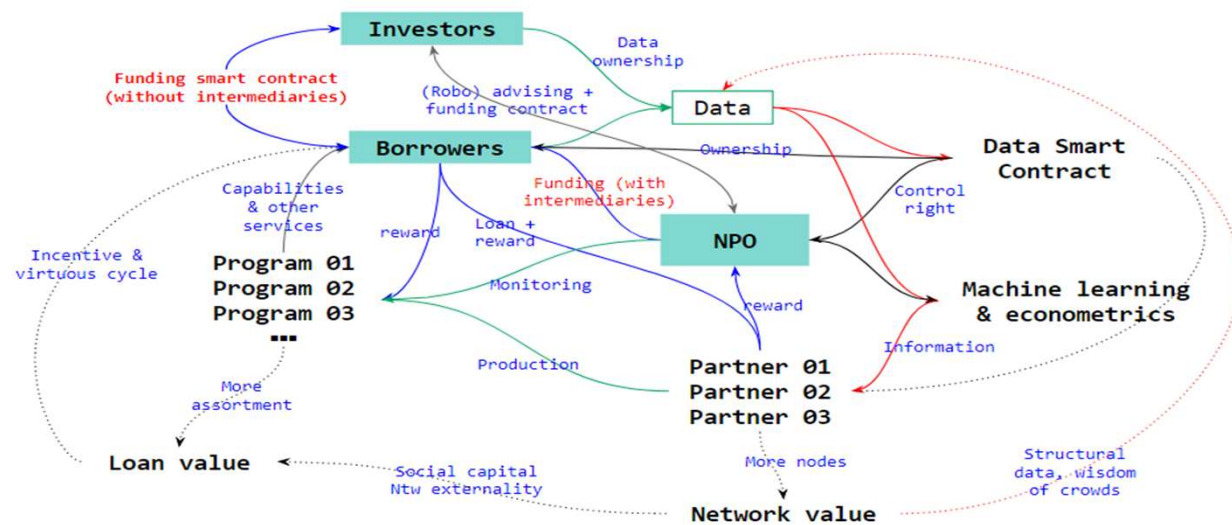 Investors
Data
ownership
Funding smart contract
(without intermediaries)
(Robo) advising +
funding contract
Data
Borrowers
Ownership
Data Smart
Contract
Capabilities
& other
services
Funding (with
intermediaries)
Control
right
reward
Loan +
reward
NPO
Incentive &
virtuous cycle
Program 01
Program 02
Program 03
...
Monitoring
reward
Machine learning
& econometrics
Production
Information
Partner 01
Partner 02
Partner 03
More
assortment
Loan value
Social capital
Ntw externality
More nodes
Structural
data, wisdom
of crowds
Network value